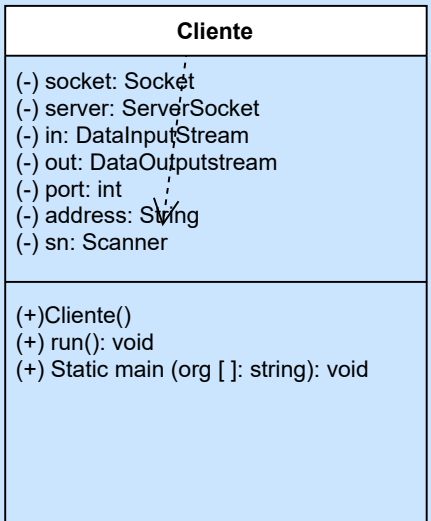 Cliente
(-) socket: Socket
(-) server: ServerSocket
(-) in: DataInputStream
(-) out: DataOutputstream
(-) port: int
(-) address: String
(-) sn: Scanner
(+)Cliente()
(+) run(): void
(+) Static main (org [ ]: string): void